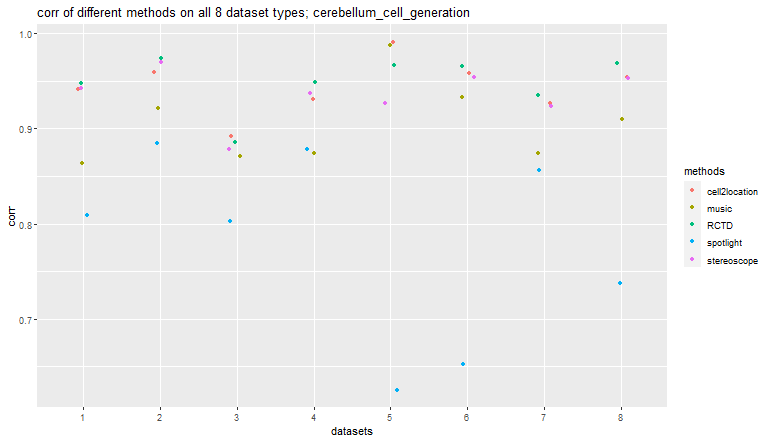 corr of different methods on all 8 dataset types; cerebellum_cell_generation
1.0
0.9
0.8
0.7
corr
1 2 3 4 5 6 7 8
datasets
methods
cell2location
music
RCTD
spotlight
stereoscope